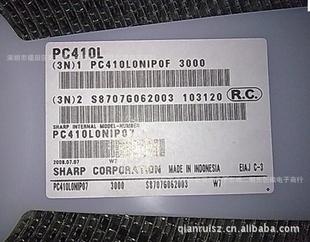 PC410L
(3N)1 PC410L0NIP0F 3000
(3N)2 S8707G062003 103120 R.C.
SHARP INTERNAL MODEL-NUMBER
PC410L0NIP07
2008.07.07 W7
SHARP CORPORATION MADE IN INDONESIA EIAJ C-3
PC410L0NIP07 3000 S8707G062003 W7
qianruisz.cn.alibaba.com